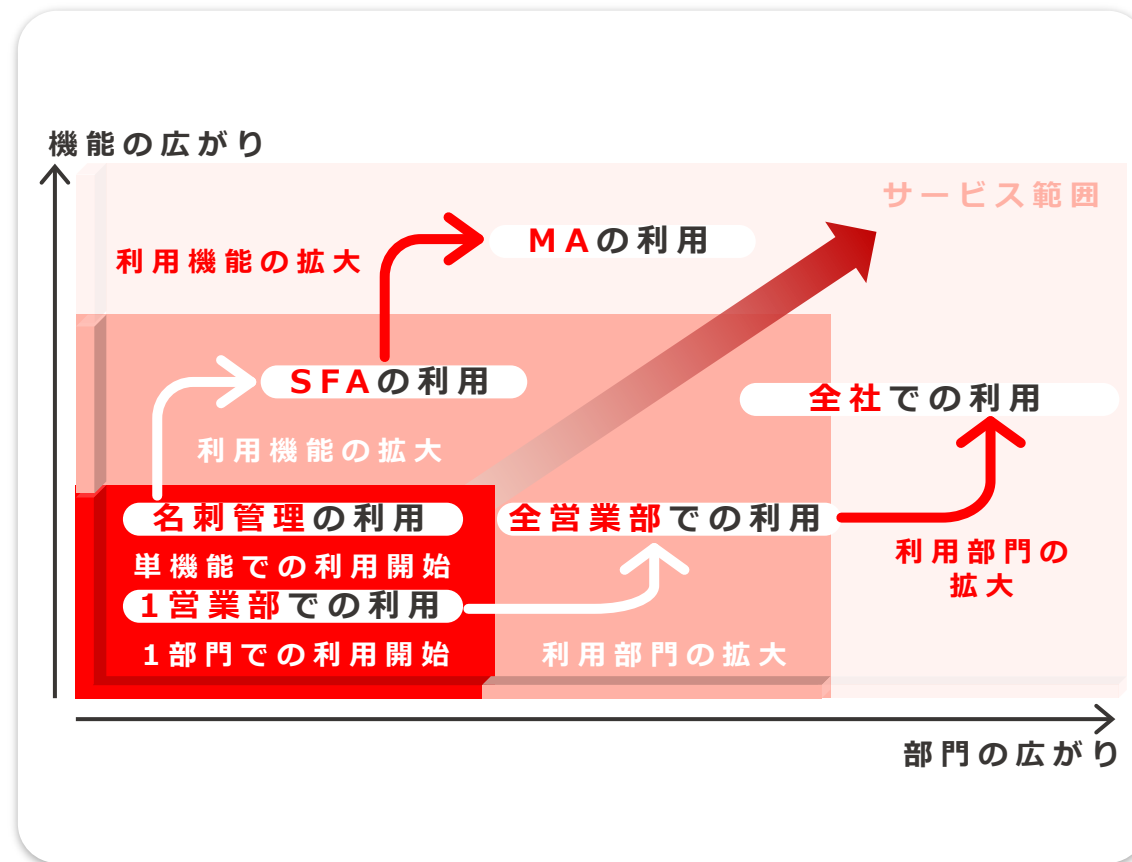 機能の広がり
サービス範囲
MAの利用
利用機能の拡大
SFAの利用
全社での利用
利用機能の拡大
名刺管理の利用
全営業部での利用
単機能での利用開始
利用部門の
拡大
1営業部での利用
1部門での利用開始
利用部門の拡大
部門の広がり